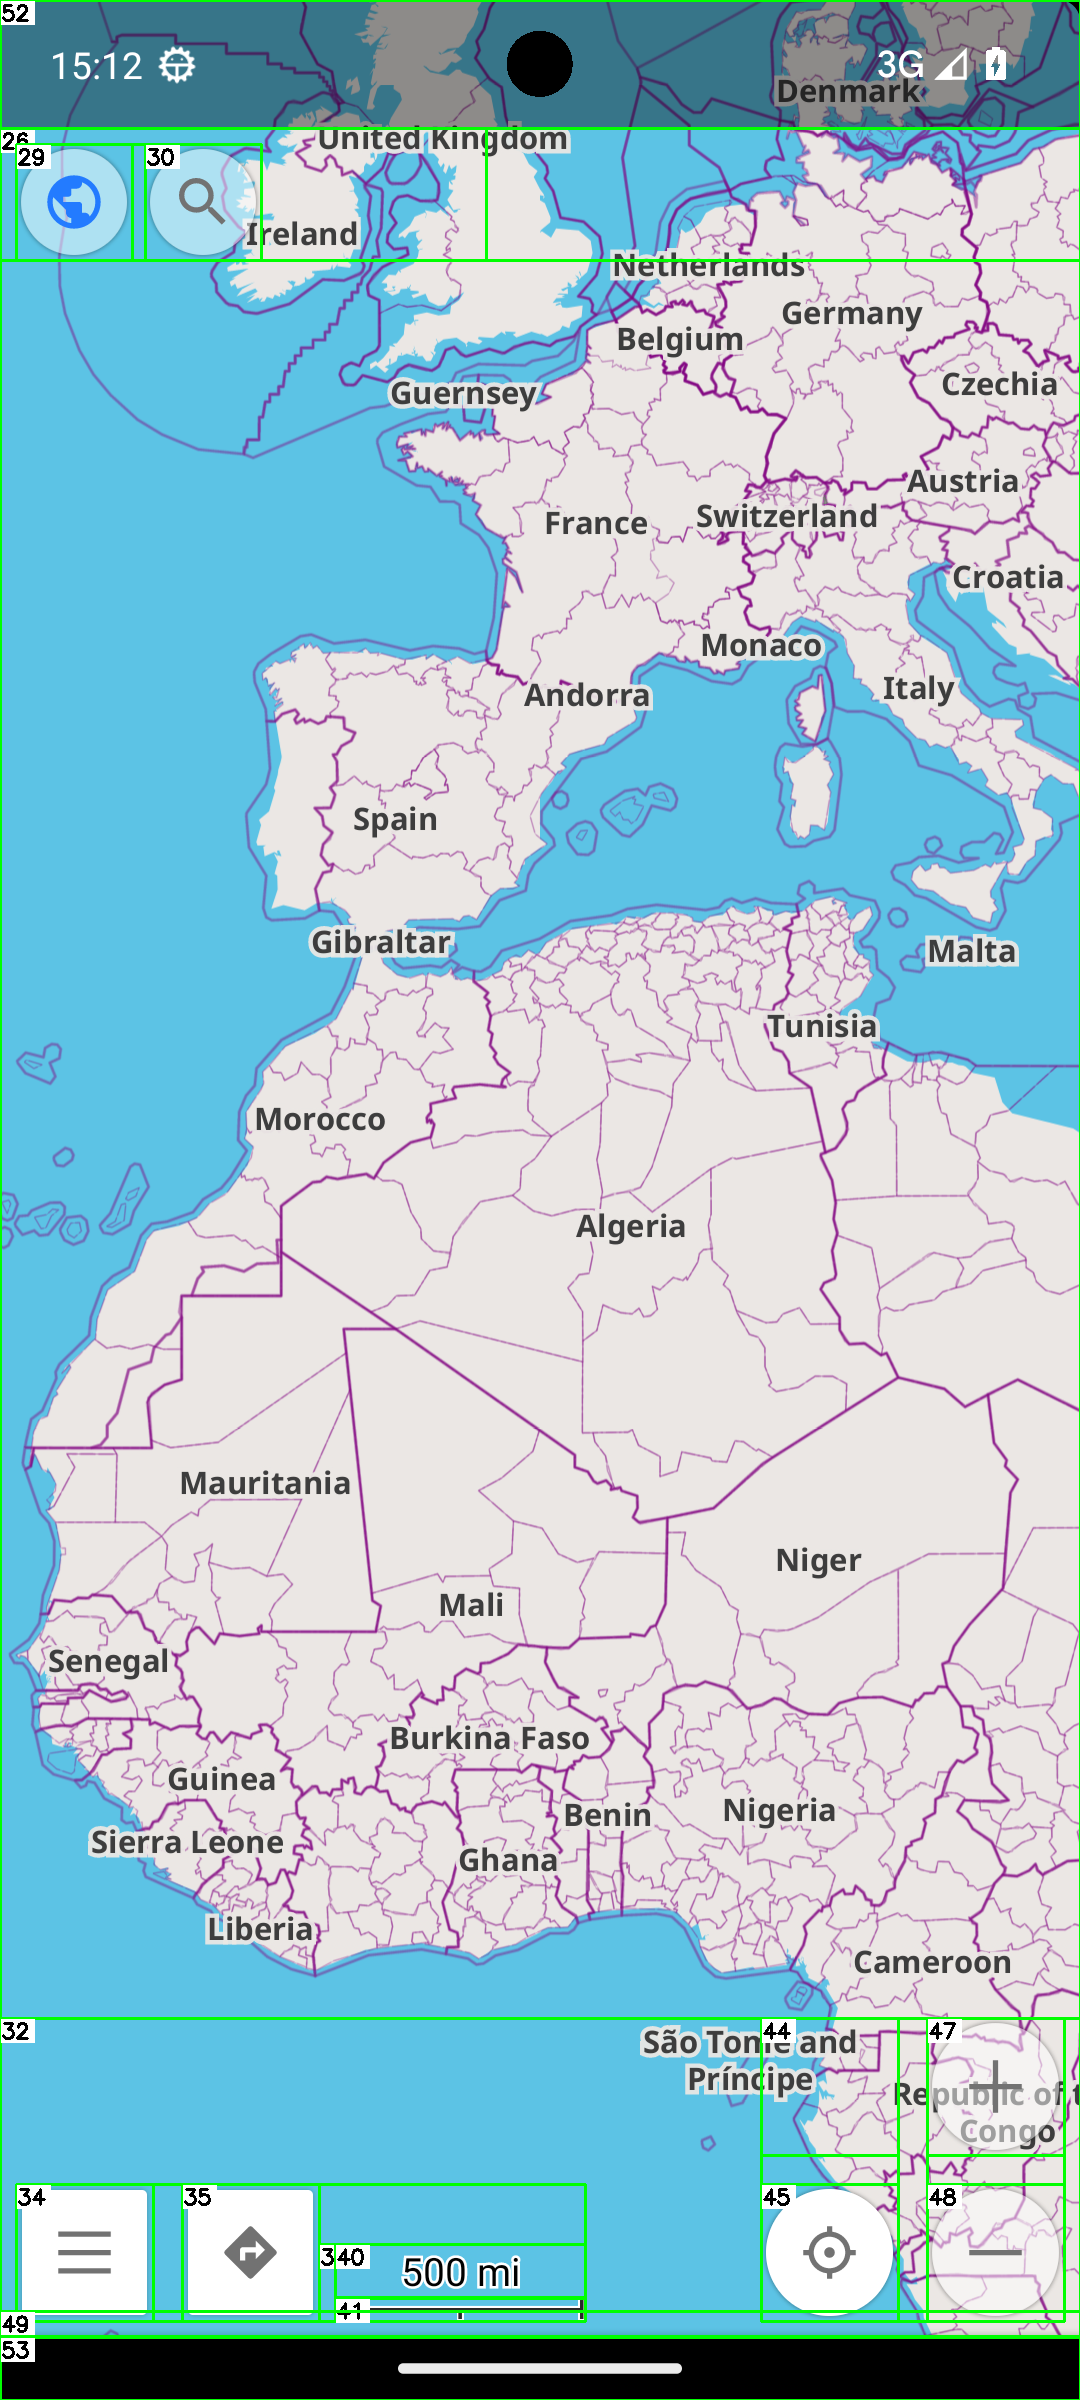 52
15:12
3G
Denmark
26
United Kingdom
29
30
Ireland
Netherlands
Germany
Belgium
Czechia
Guernsey
Austria
Switzerland
France
Croatia
Monaco
Italy
Andorra
Spain
Gibraltar
Malta
Tunisia
Morocco
Algeria
Mauritania
Niger
Mali
Senegal
Burkina Faso
Guinea
Benin
Nigeria
Sierra Leone
Ghana
Liberia
Cameroon
32
44
47
São Tomé and
Príncipe
Republic of t
Congo
34
35
45
48
3
40
500 mi
41
49
53